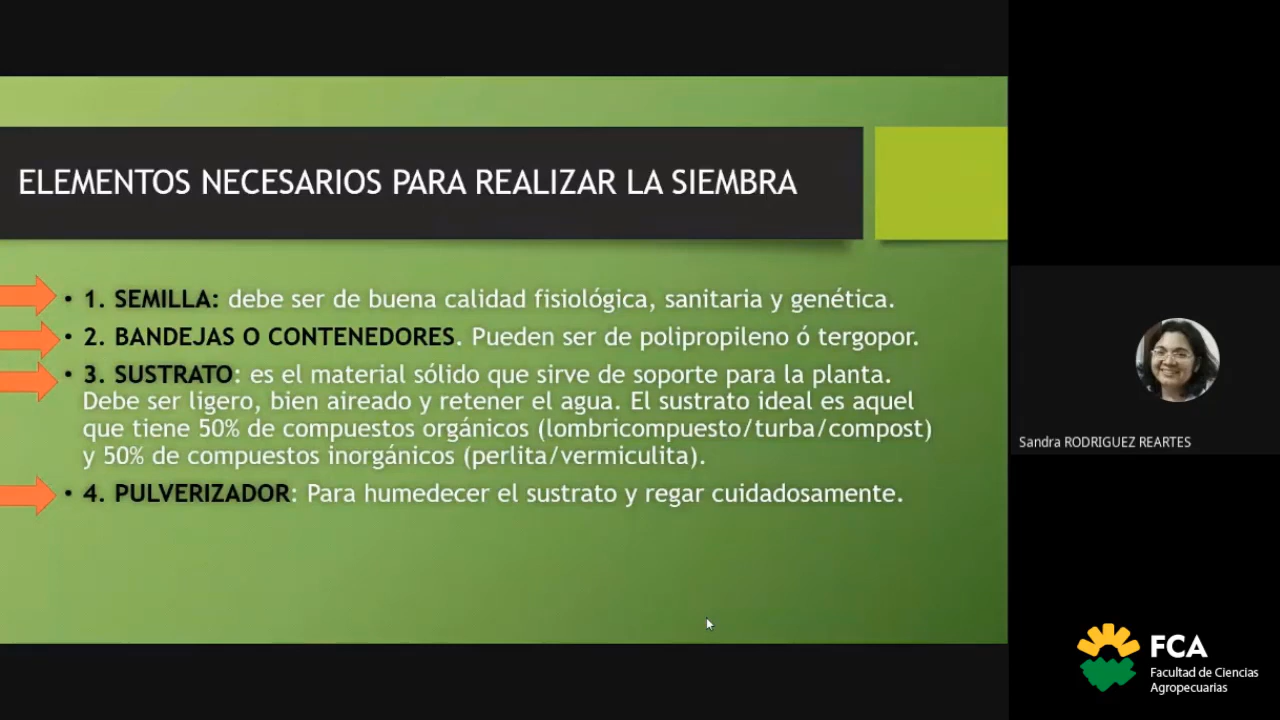 ELEMENTOS NECESARIOS PARA REALIZAR LA SIEMBRA
• 1. SEMILLA: debe ser de buena calidad fisiológica, sanitaria y genética.
• 2. BANDEJAS O CONTENEDORES. Pueden ser de polipropileno ó tergopor.
• 3. SUSTRATO: es el material sólido que sirve de soporte para la planta.
Debe ser ligero, bien aireado y retener el agua. El sustrato ideal es aquel
que tiene 50% de compuestos orgánicos (lombricompuesto/turba/compost)
y 50% de compuestos inorgánicos (perlita/vermiculita).
• 4. PULVERIZADOR: Para humedecer el sustrato y regar cuidadosamente.
Sandra RODRIGUEZ REARTES
FCA
Facultad de Ciencias
Agropecuarias